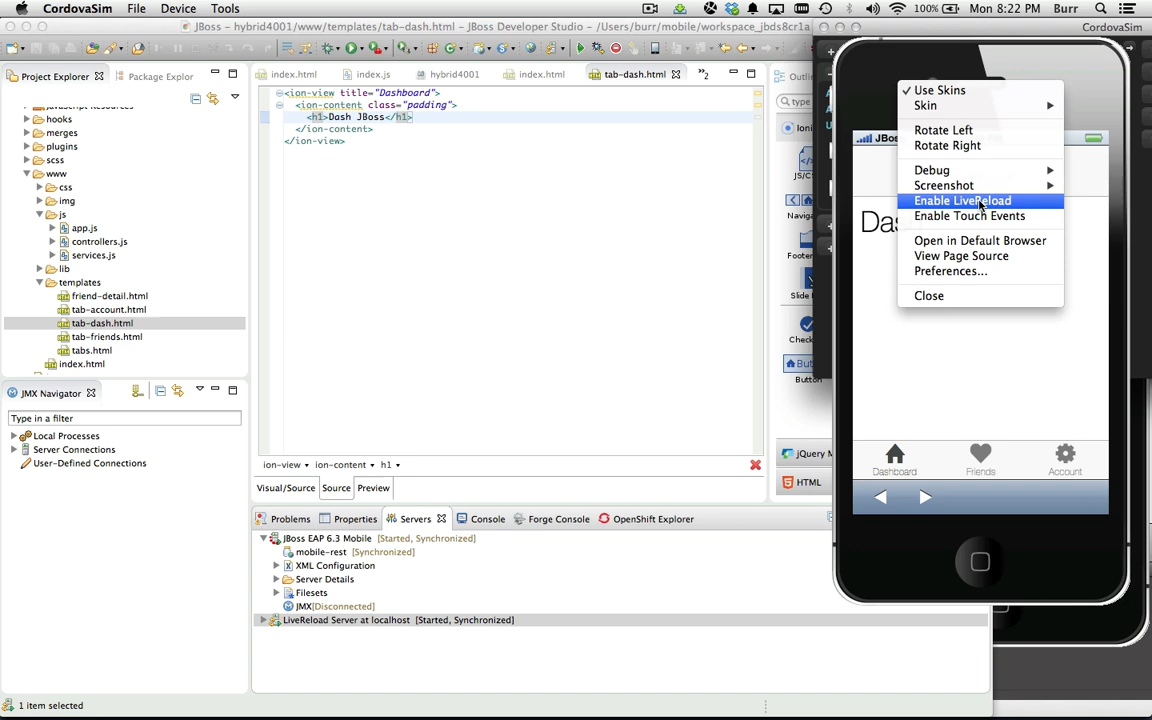 CordovaSim File Device Tools 100% Mon 8:22 PM Burr
JBoss – hybrid4001/www/templates/tab-dash.html – JBoss Developer Studio – /Users/burr/mobile/workspace_jbds8cr1a
CordovaSim
Project Explorer Package Explor
index.html index.js hybrid4001 index.html tab-dash.html »2
hooks
merges
plugins
scss
www
css
img
js
app.js
controllers.js
services.js
lib
templates
friend-detail.html
tab-account.html
tab-dash.html
tab-friends.html
tabs.html
index.html
<ion-view title="Dashboard">
<ion-content class="padding">
<h1>Dash JBoss</h1>
</ion-content>
</ion-view>
ion-view ion-content h1
Visual/Source Source Preview
JMX Navigator
Type in a filter
Local Processes
Server Connections
User-Defined Connections
Problems Properties Servers Console Forge Console OpenShift Explorer
JBoss EAP 6.3 Mobile [Started, Synchronized]
mobile-rest [Synchronized]
XML Configuration
Server Details
Filesets
JMX[Disconnected]
LiveReload Server at localhost [Started, Synchronized]
1 item selected
type
HTML
Use Skins
Skin
Rotate Left
Rotate Right
Debug
Screenshot
Enable LiveReload
Enable Touch Events
Open in Default Browser
View Page Source
Preferences...
Close
Dashboard Friends Account